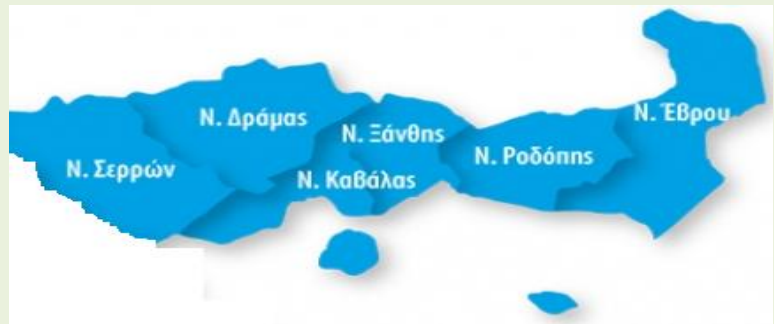 Ν. Έβρου
Ν. Δράμας
Ν. Ξάνθης
Ν. Ροδόπης
Ν. Σερρών
Ν. Καβάλας